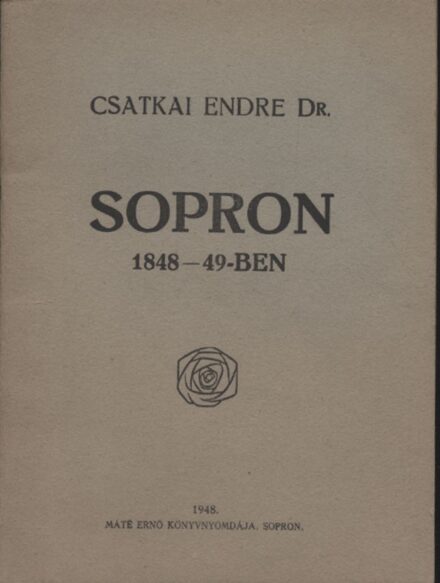 CSATKAI ENDRE DR.
SOPRON
1848—49-BEN
1948.
MÁTÉ ERNŐ KÖNYVNYOMDÁJA, SOPRON.